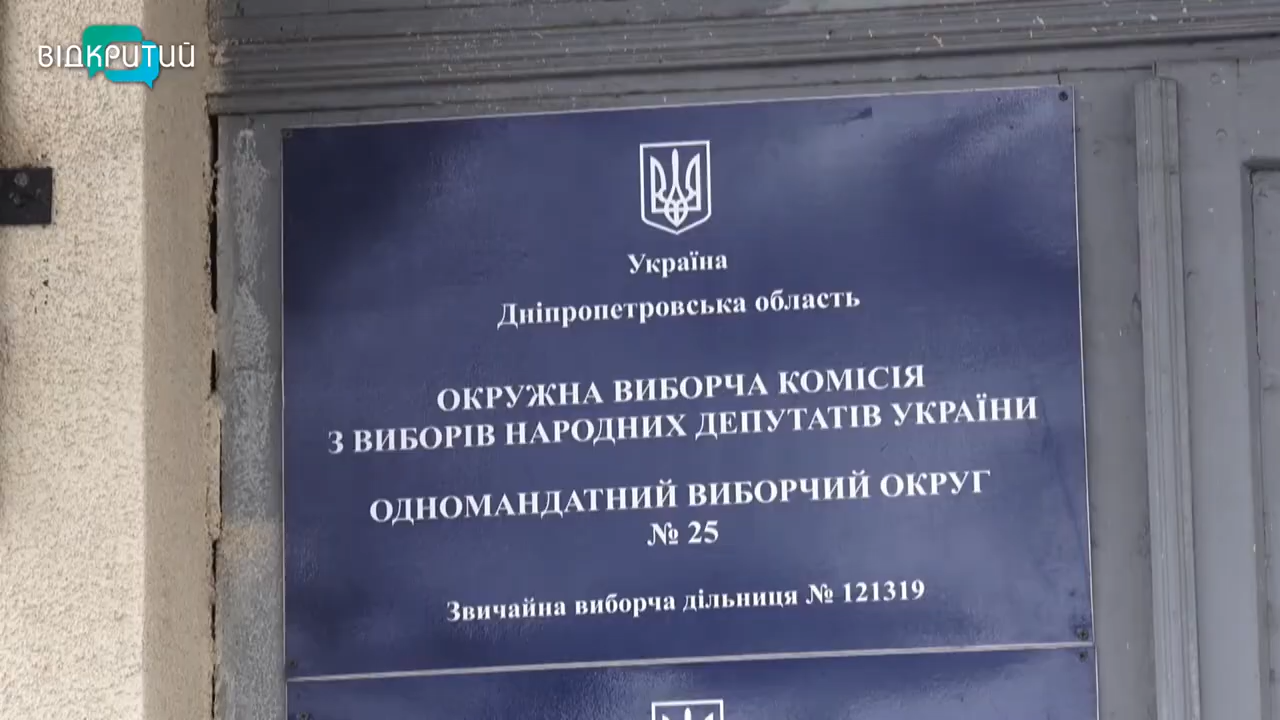 ВІДКРИТИЙ
Україна
Дніпропетровська область
ОКРУЖНА ВИБОРЧА КОМІСІЯ
З ВИБОРІВ НАРОДНИХ ДЕПУТАТІВ УКРАЇНИ
ОДНОМАНДАТНИЙ ВИБОРЧИЙ ОКРУГ
№ 25
Звичайна виборча дільниця № 121319